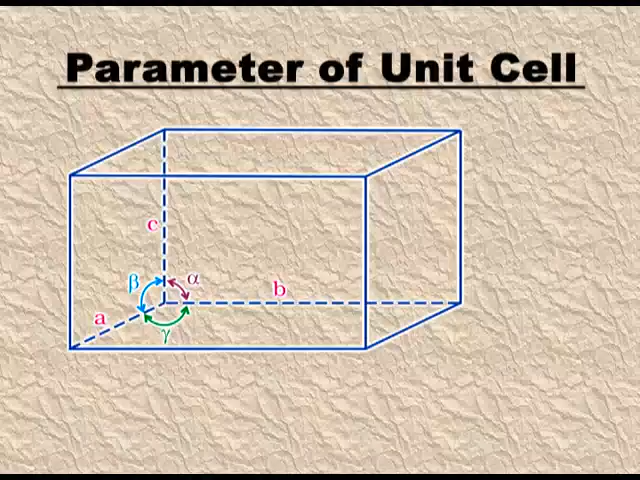 Parameter of Unit Cell
c
β α
b
a
γ